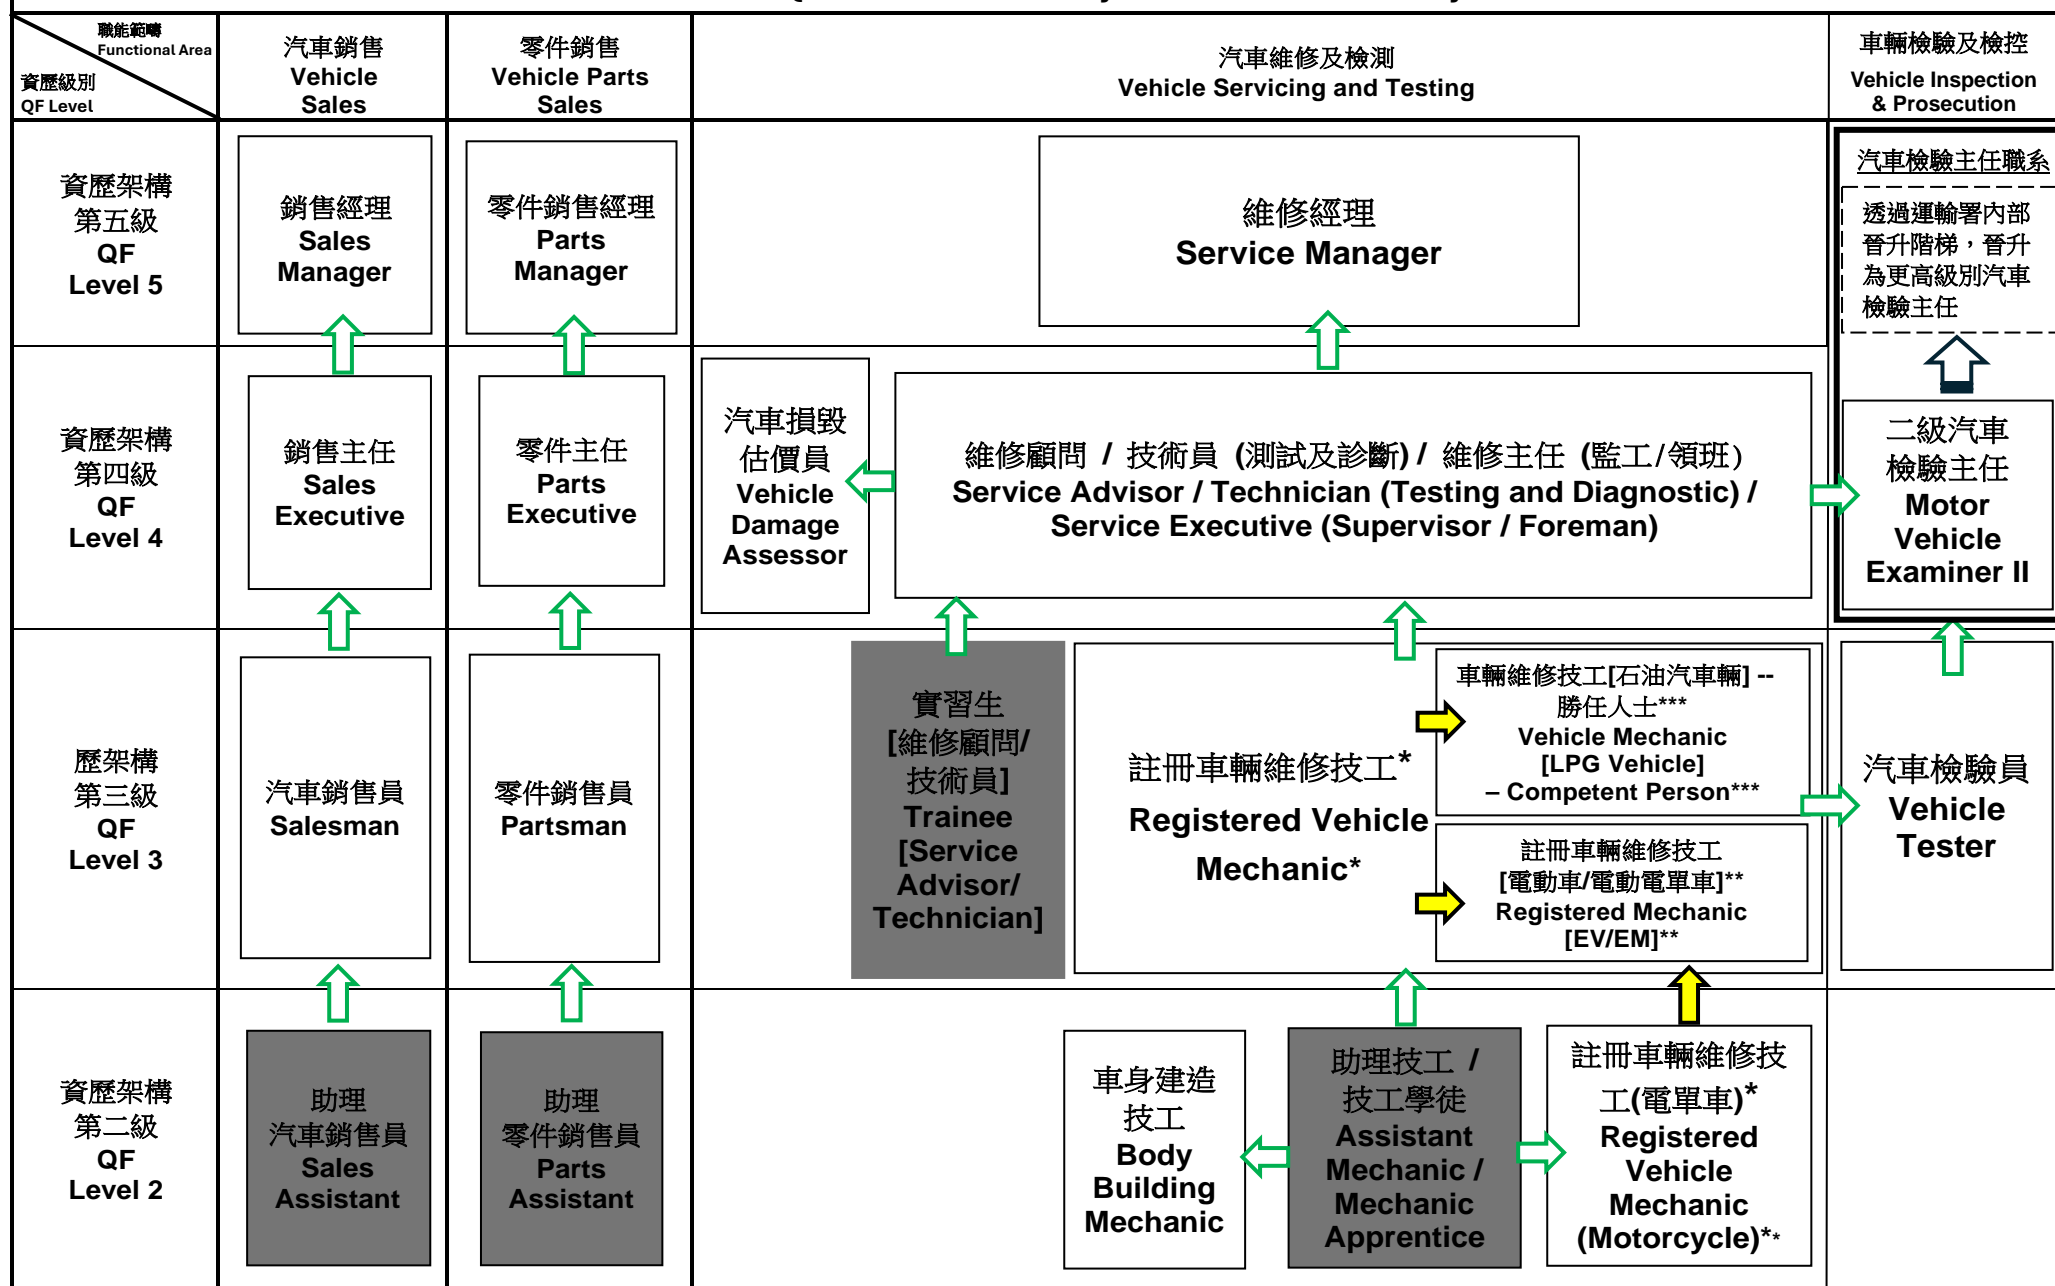 職能範疇
Functional Area
資歷級別
QF Level
汽車銷售
Vehicle
Sales
零件銷售
Vehicle Parts
Sales
汽車維修及檢測
Vehicle Servicing and Testing
車輛檢驗及檢控
Vehicle Inspection
& Prosecution
資歷架構
第五級
QF
Level 5
銷售經理
Sales
Manager
零件銷售經理
Parts
Manager
維修經理
Service Manager
汽車檢驗主任職系
透過運輸署內部
晉升階梯，晉升
為更高級別汽車
檢驗主任
資歷架構
第四級
QF
Level 4
銷售主任
Sales
Executive
零件主任
Parts
Executive
汽車損毀
估價員
Vehicle
Damage
Assessor
維修顧問 / 技術員 (測試及診斷) / 維修主任 (監工/領班)
Service Advisor / Technician (Testing and Diagnostic) /
Service Executive (Supervisor / Foreman)
二級汽車
檢驗主任
Motor
Vehicle
Examiner II
歷架構
第三級
QF
Level 3
汽車銷售員
Salesman
零件銷售員
Partsman
實習生
[維修顧問/
技術員]
Trainee
[Service
Advisor/
Technician]
註冊車輛維修技工*
Registered Vehicle
Mechanic*
車輛維修技工[石油汽車輛] --
勝任人士***
Vehicle Mechanic
[LPG Vehicle]
– Competent Person***
註冊車輛維修技工
[電動車/電動電單車]**
Registered Mechanic
[EV/EM]**
汽車檢驗員
Vehicle
Tester
資歷架構
第二級
QF
Level 2
助理
汽車銷售員
Sales
Assistant
助理
零件銷售員
Parts
Assistant
車身建造
技工
Body
Building
Mechanic
助理技工 /
技工學徒
Assistant
Mechanic /
Mechanic
Apprentice
註冊車輛維修技
工(電單車)*
Registered
Vehicle
Mechanic
(Motorcycle)**